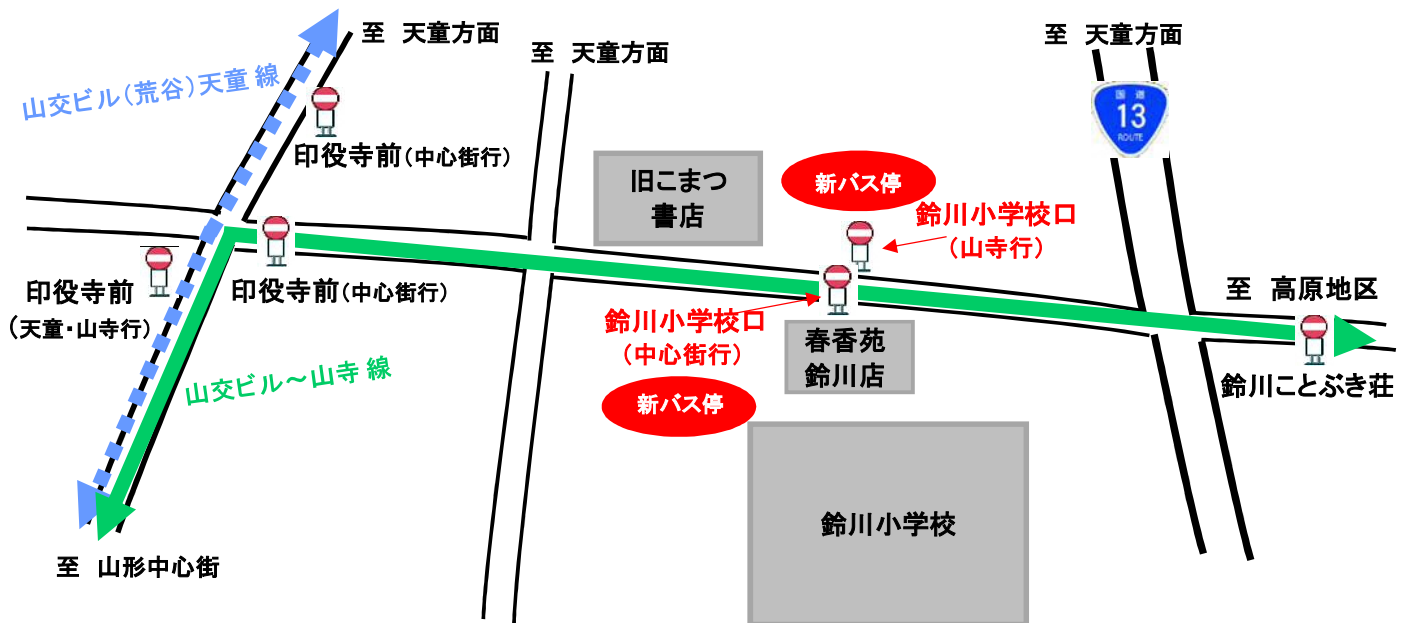 至 天童方面
至 天童方面
至 天童方面
山交ビル(荒谷)天童線
国道
13
ROUTE
印役寺前(中心街行)
旧こまつ
書店
新バス停
鈴川小学校口
(山寺行)
印役寺前
(天童・山寺行)
印役寺前(中心街行)
至 高原地区
鈴川小学校口
(中心街行)
春香苑
鈴川店
山交ビル～山寺線
鈴川ことぶき荘
新バス停
鈴川小学校
至 山形中心街